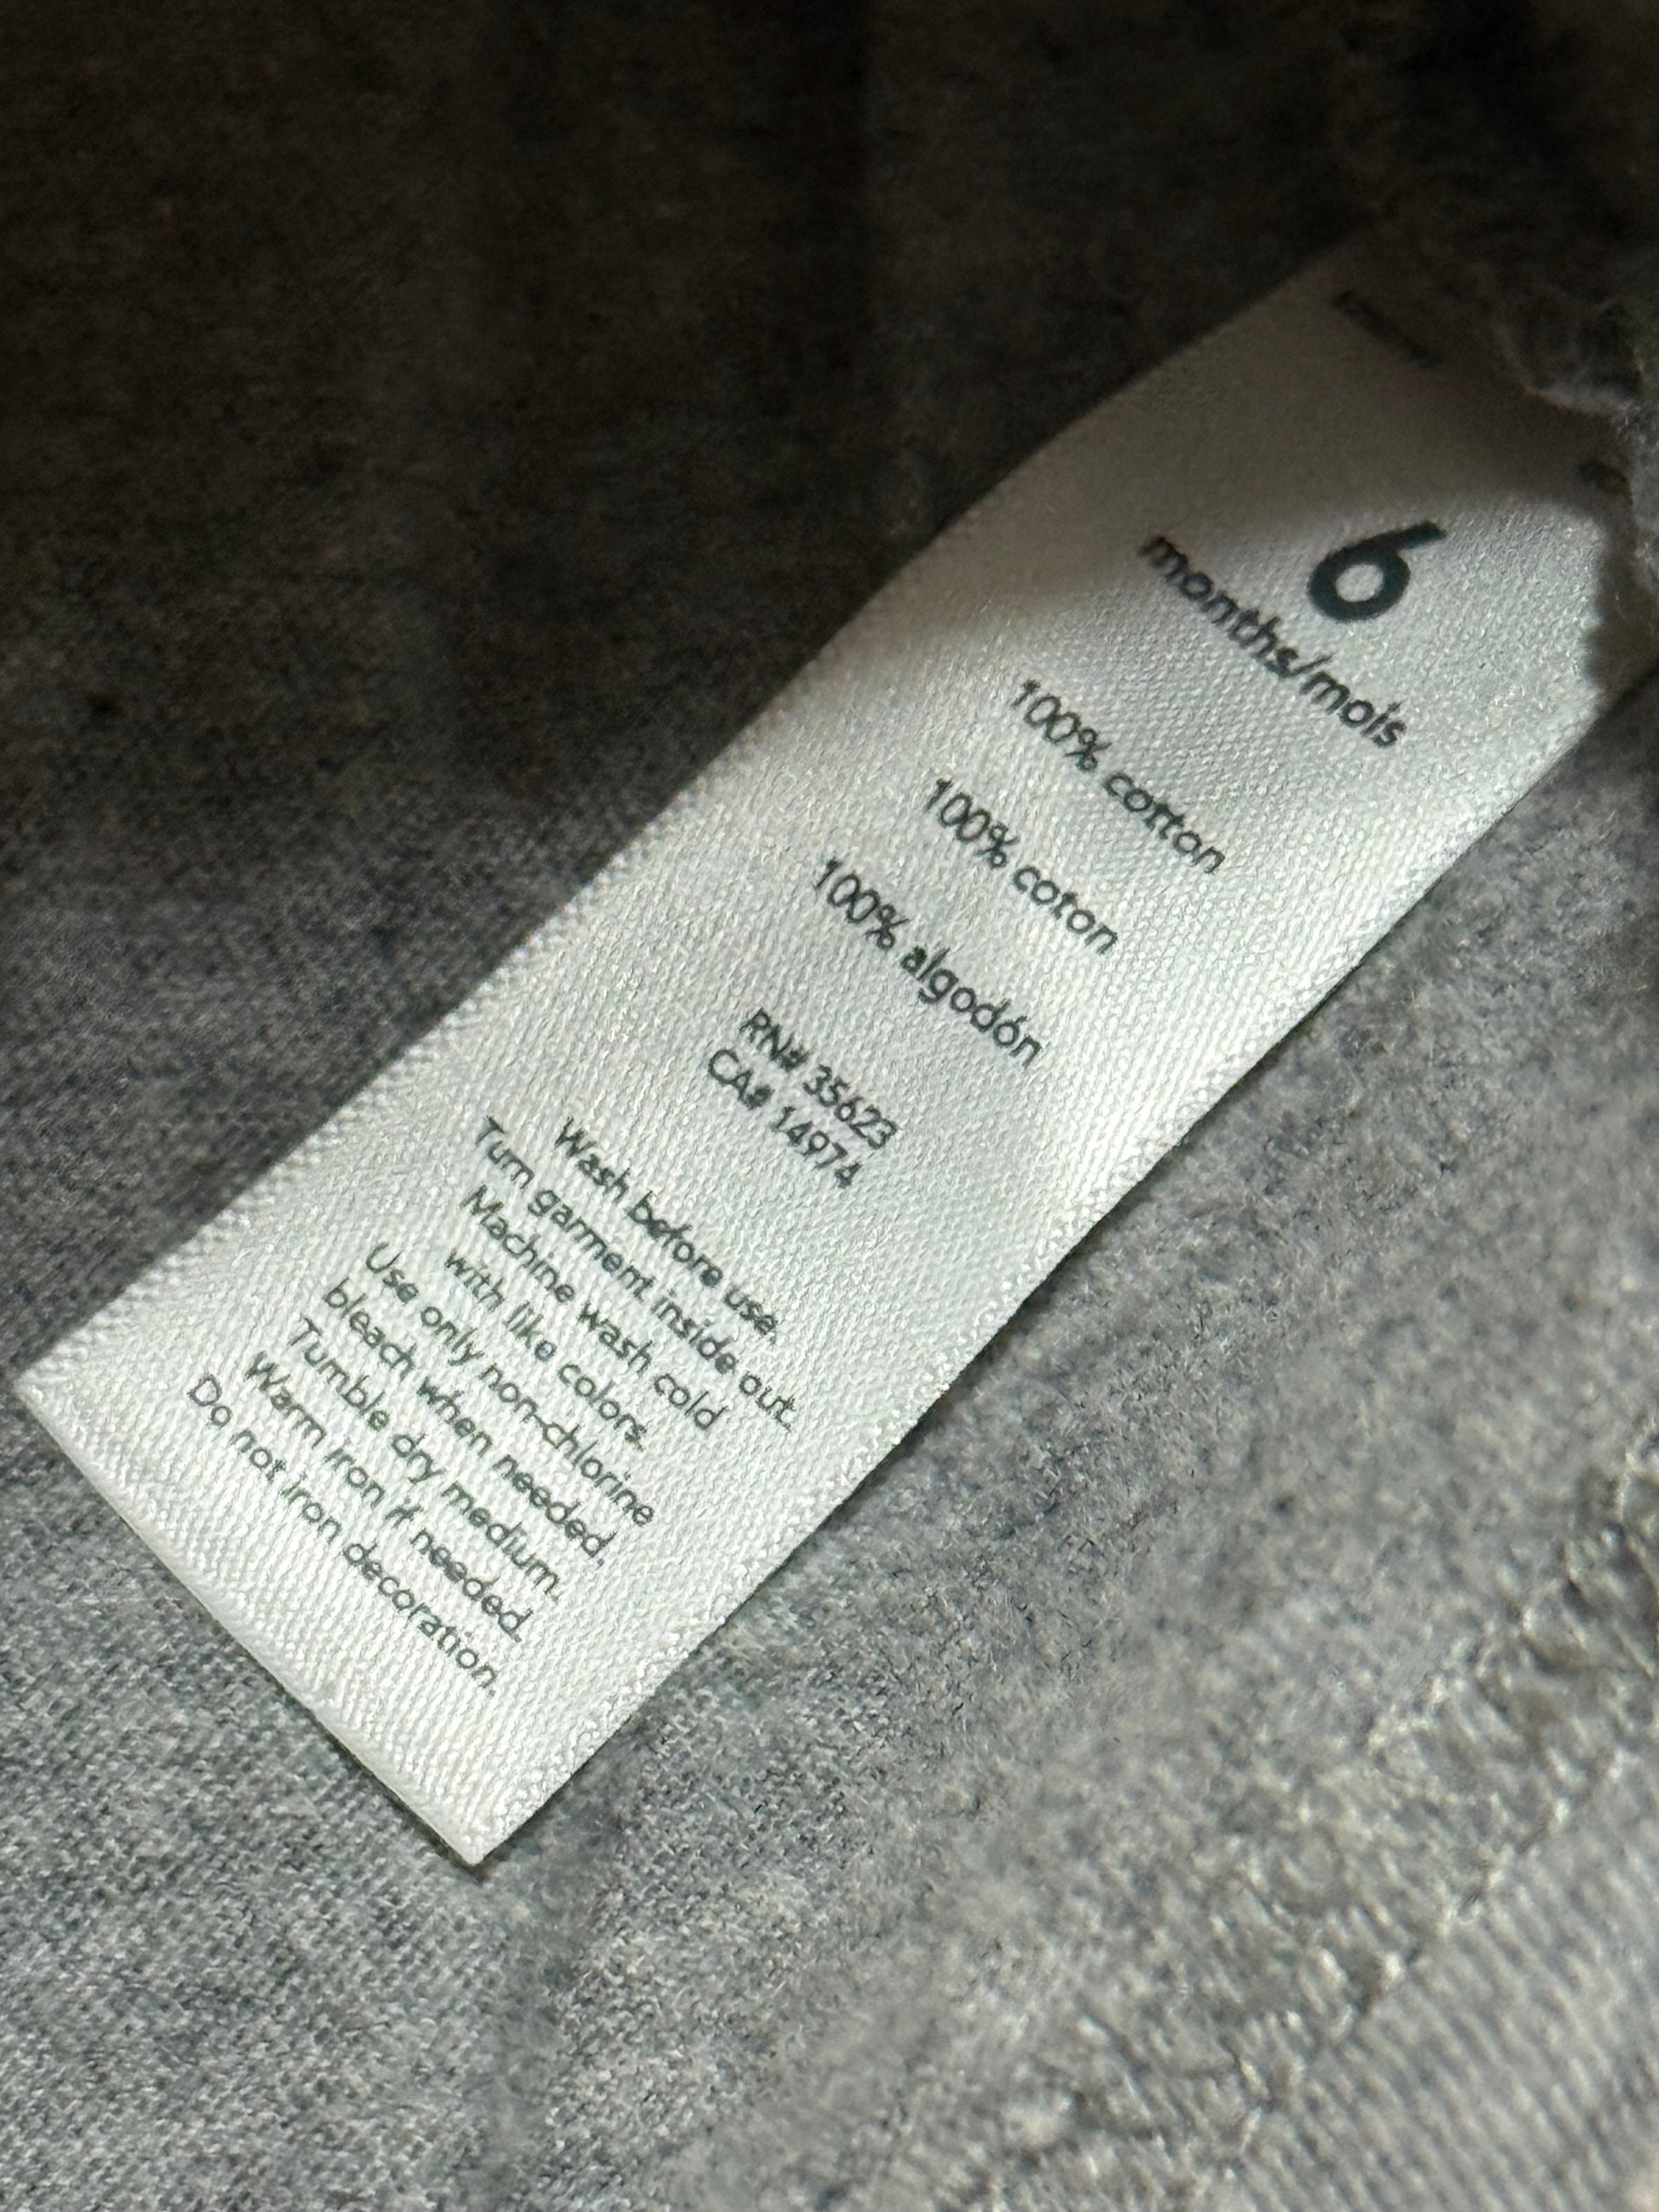 6
months/mois
100% cotton
100% coton
100% algodón
RN# 35623
CA# 14974
Wash before use,
Turn garment inside out.
Machine wash cold
with like colors.
Use only non-chlorine
bleach when needed.
Tumble dry medium.
Warm iron if needed.
Do not iron decoration.